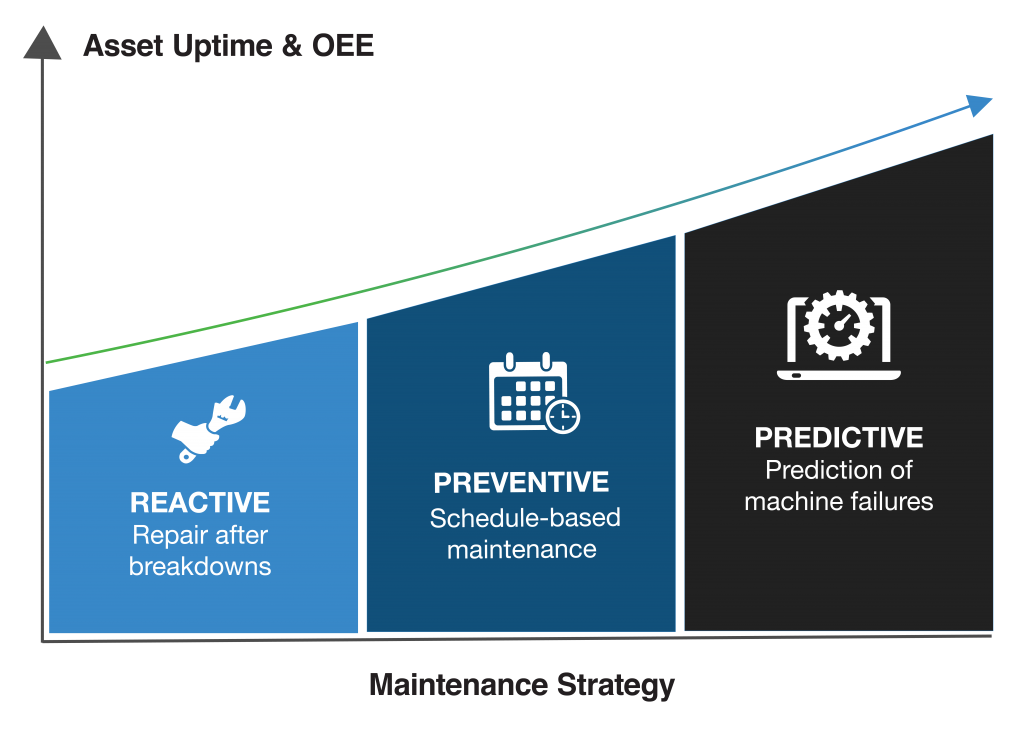 Asset Uptime & OEE
REACTIVE
Repair after
breakdowns
PREVENTIVE
Schedule-based
maintenance
PREDICTIVE
Prediction of
machine failures
Maintenance Strategy